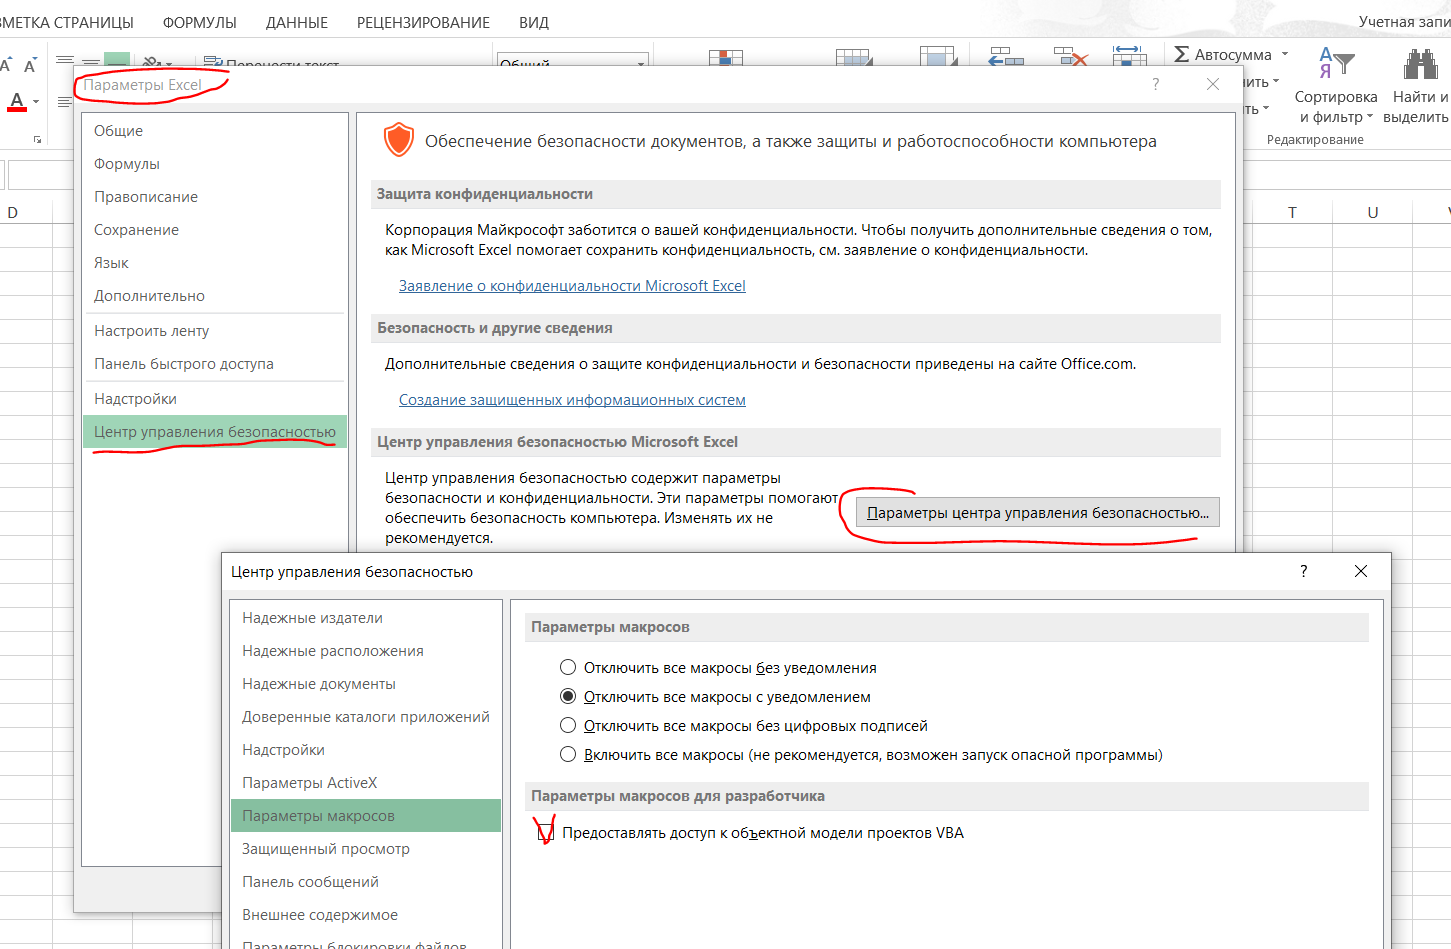 ЗМЕТКА СТРАНИЦЫ ФОРМУЛЫ ДАННЫЕ РЕЦЕНЗИРОВАНИЕ ВИД
Учетная запи
Перенести текст
Общий
Автосумма
ить
ть
Сортировка
и фильтр
Найти и
выделить
Редактирование
D T U
Параметры Excel
Общие
Формулы
Правописание
Сохранение
Язык
Дополнительно
Настроить ленту
Панель быстрого доступа
Надстройки
Центр управления безопасностью
Обеспечение безопасности документов, а также защиты и работоспособности компьютера
Защита конфиденциальности
Корпорация Майкрософт заботится о вашей конфиденциальности. Чтобы получить дополнительные сведения о том,
как Microsoft Excel помогает сохранить конфиденциальность, см. заявление о конфиденциальности.
Заявление о конфиденциальности Microsoft Excel
Безопасность и другие сведения
Дополнительные сведения о защите конфиденциальности и безопасности приведены на сайте Office.com.
Создание защищенных информационных систем
Центр управления безопасностью Microsoft Excel
Центр управления безопасностью содержит параметры
безопасности и конфиденциальности. Эти параметры помогают
обеспечить безопасность компьютера. Изменять их не
рекомендуется.
Параметры центра управления безопасностью...
Центр управления безопасностью
Надежные издатели
Надежные расположения
Надежные документы
Доверенные каталоги приложений
Надстройки
Параметры ActiveX
Параметры макросов
Защищенный просмотр
Панель сообщений
Внешнее содержимое
Параметры блокировки файлов
Параметры макросов
Отключить все макросы без уведомления
Отключить все макросы с уведомлением
Отключить все макросы без цифровых подписей
Включить все макросы (не рекомендуется, возможен запуск опасной программы)
Параметры макросов для разработчика
Предоставлять доступ к объектной модели проектов VBA